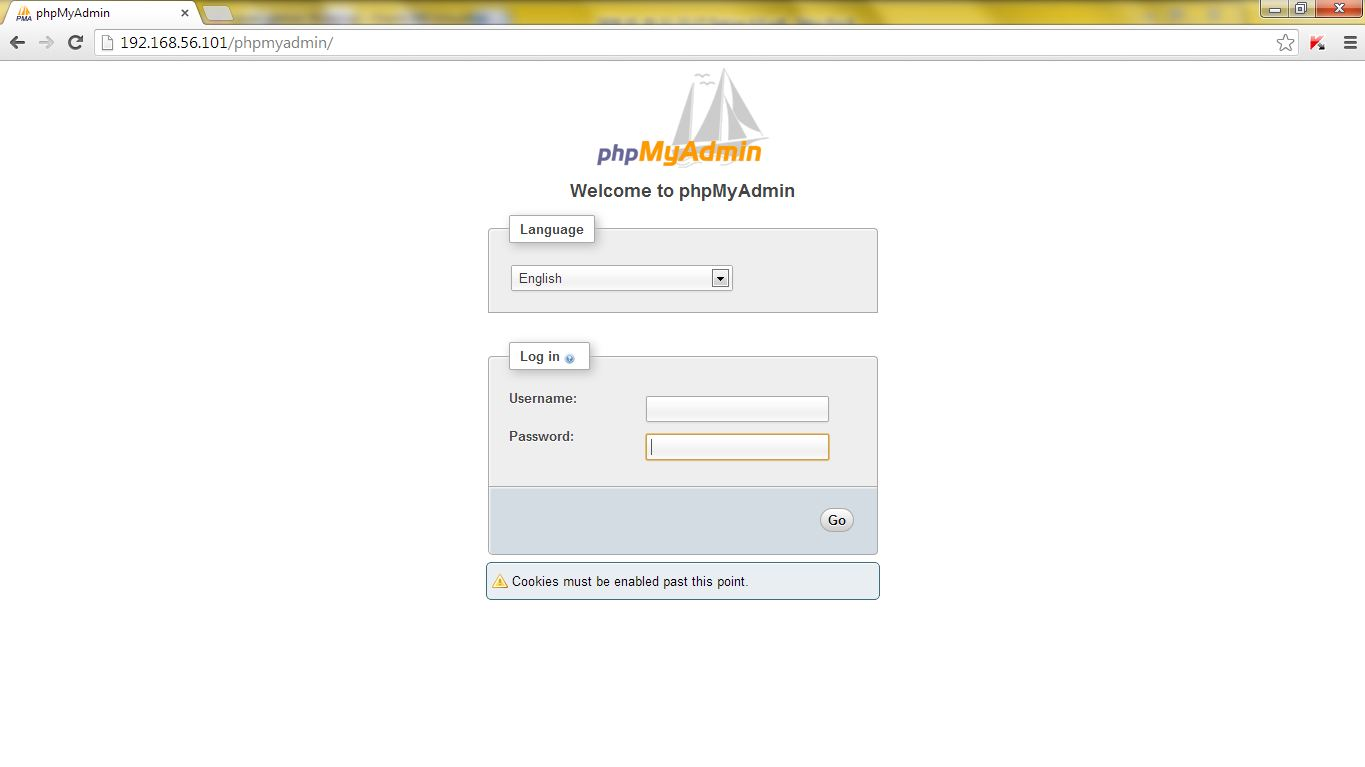 phpMyAdmin
192.168.56.101/phpmyadmin/
phpMyAdmin
Welcome to phpMyAdmin
Language
English
Log in
Username:
Password:
Go
Cookies must be enabled past this point.